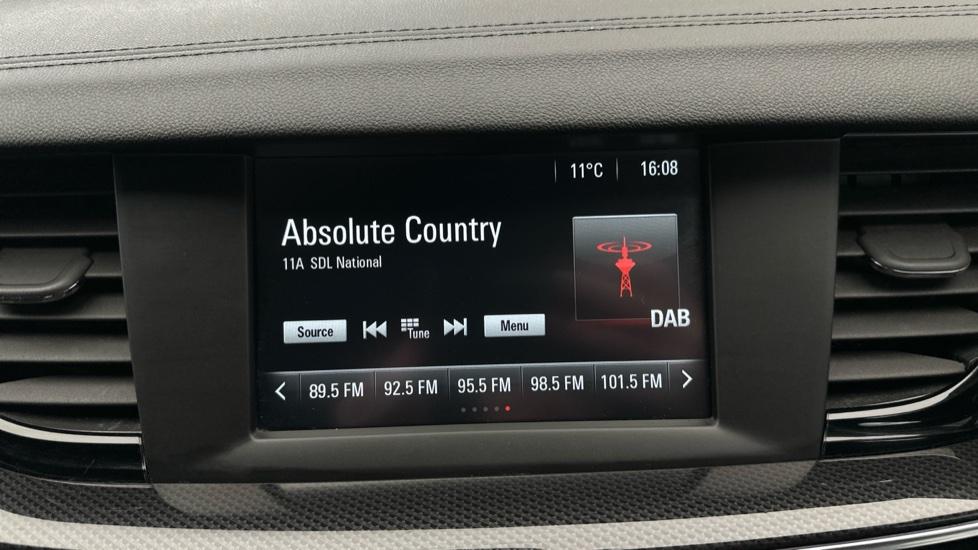 11°C 16:08
Absolute Country
11A SDL National
DAB
Source Tune Menu
89.5 FM 92.5 FM 95.5 FM 98.5 FM 101.5 FM